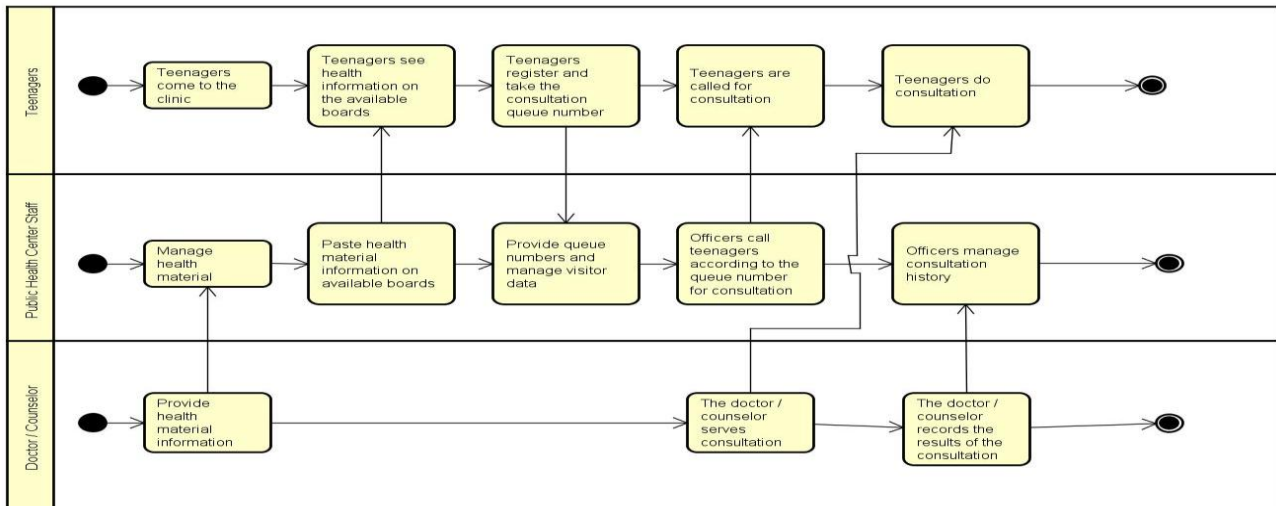 Teenagers
Teenagers
come to the
clinic
Teenagers see
health
information on
the available
boards
Teenagers
register and
take the
consultation
queue number
Teenagers are
called for
consultation
Teenagers do
consultation
Public Health Center Staff
Manage
health
material
Paste health
material
information on
available boards
Provide queue
numbers and
manage visitor
data
Officers call
teenagers
according to the
queue number
for consultation
Officers manage
consultation
history
Doctor / Counselor
Provide
health
material
information
The doctor /
counselor
serves
consultation
The doctor /
counselor
records the
results of the
consultation